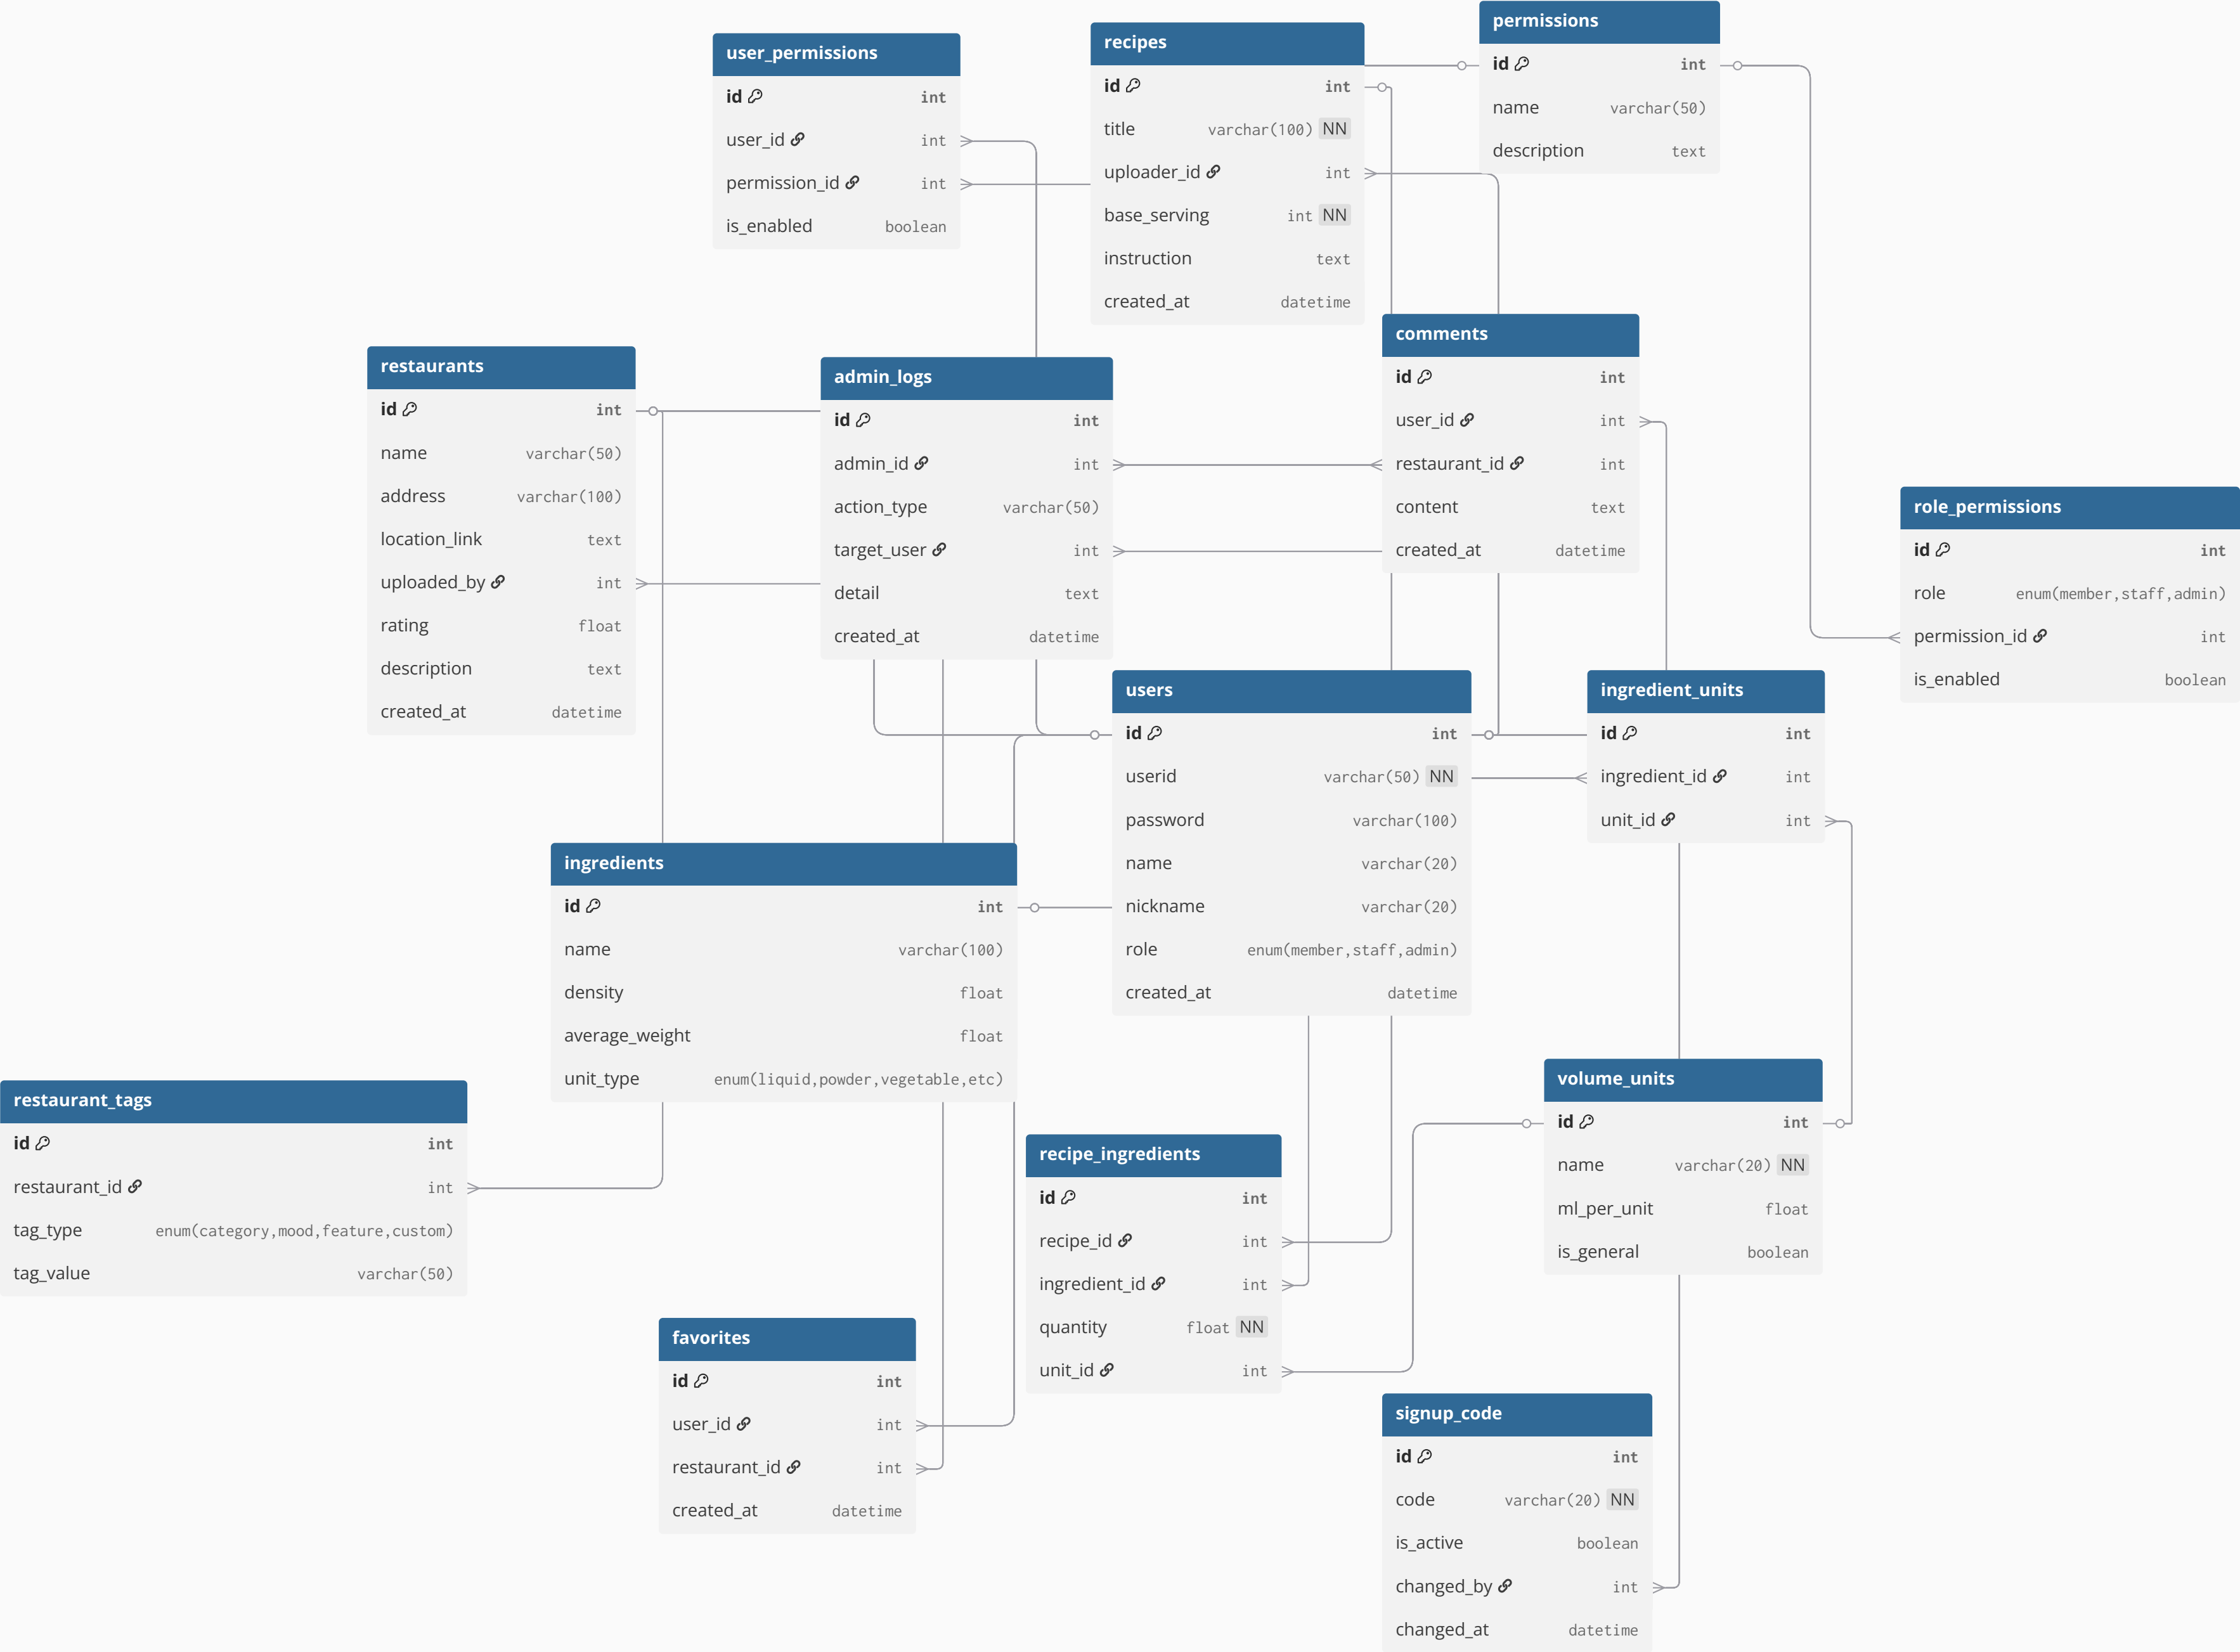 user_permissions
id int
user_id int
permission_id int
is_enabled boolean
recipes
id int
title varchar(100) NN
uploader_id int
base_serving int NN
instruction text
created_at datetime
permissions
id int
name varchar(50)
description text
restaurants
id int
name varchar(50)
address varchar(100)
location_link text
uploaded_by int
rating float
description text
created_at datetime
admin_logs
id int
admin_id int
action_type varchar(50)
target_user int
detail text
created_at datetime
comments
id int
user_id int
restaurant_id int
content text
created_at datetime
role_permissions
id int
role enum(member,staff,admin)
permission_id int
is_enabled boolean
users
id int
userid varchar(50) NN
password varchar(100)
name varchar(20)
nickname varchar(20)
role enum(member,staff,admin)
created_at datetime
ingredient_units
id int
ingredient_id int
unit_id int
ingredients
id int
name varchar(100)
density float
average_weight float
unit_type enum(liquid,powder,vegetable,etc)
restaurant_tags
id int
restaurant_id int
tag_type enum(category,mood,feature,custom)
tag_value varchar(50)
recipe_ingredients
id int
recipe_id int
ingredient_id int
quantity float NN
unit_id int
volume_units
id int
name varchar(20) NN
ml_per_unit float
is_general boolean
favorites
id int
user_id int
restaurant_id int
created_at datetime
signup_code
id int
code varchar(20) NN
is_active boolean
changed_by int
changed_at datetime